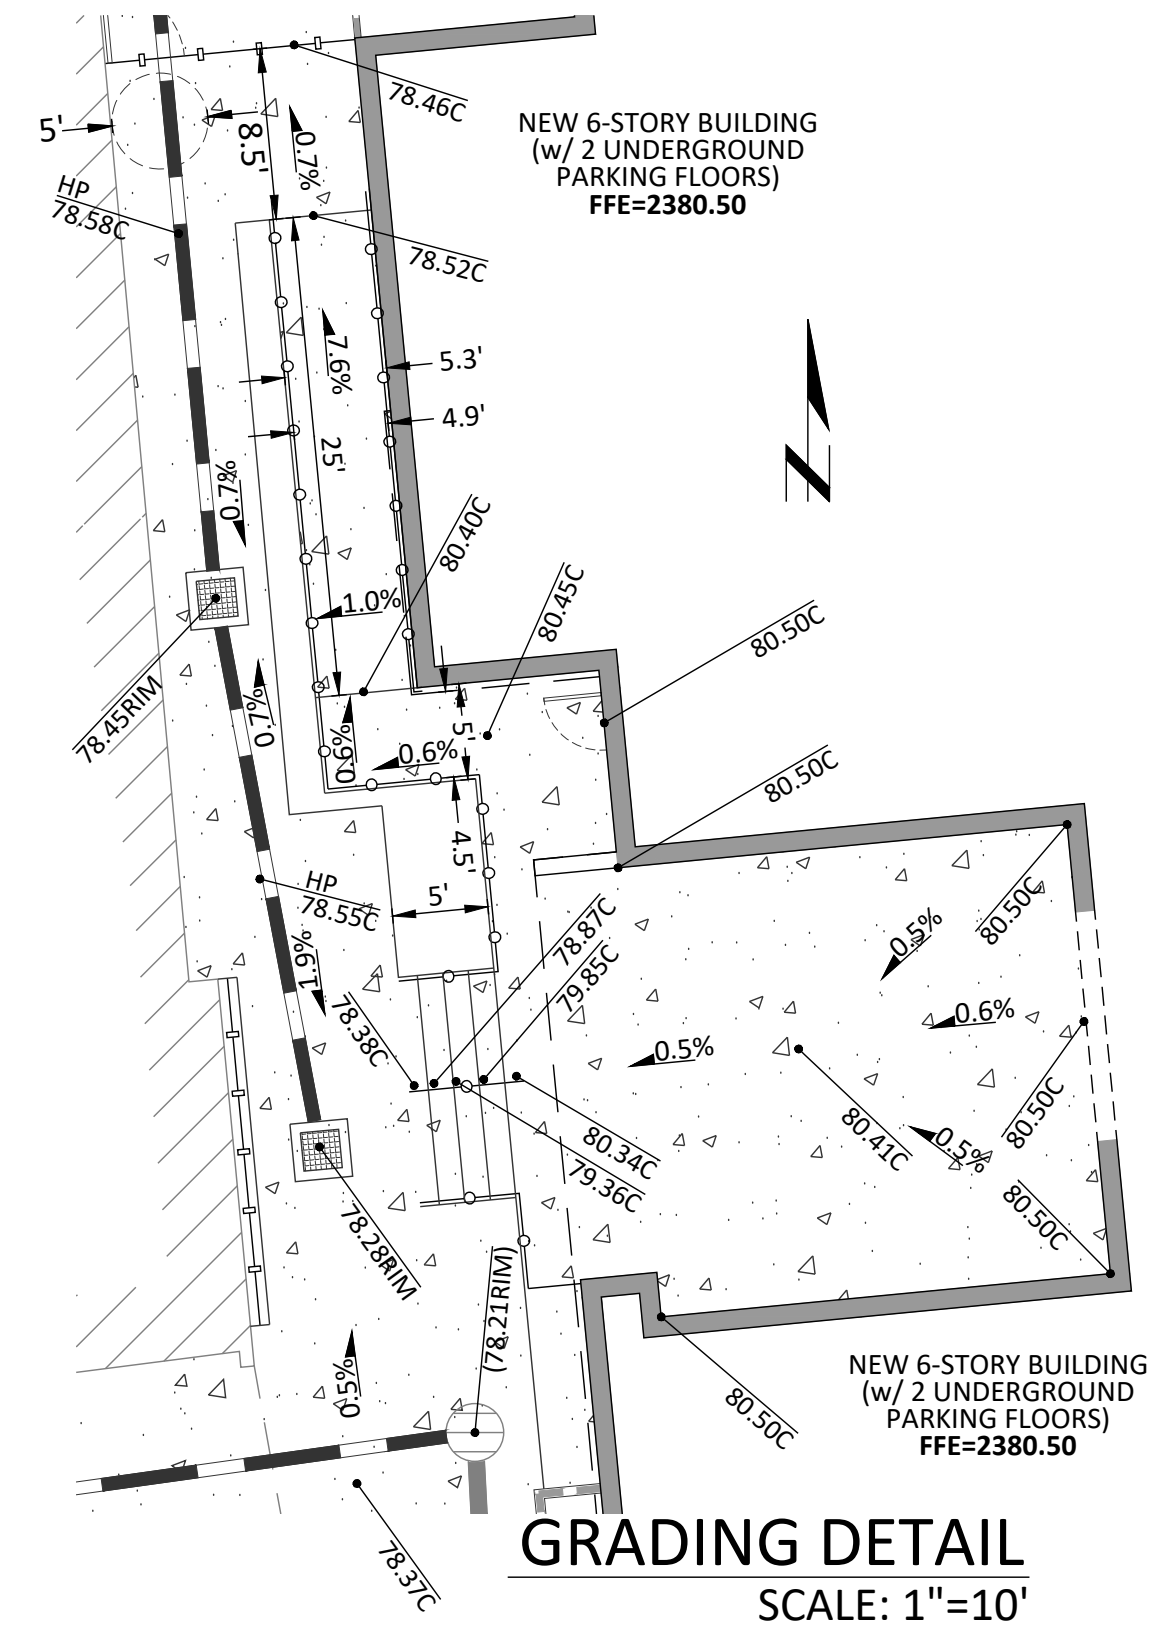 78.46C
5'
8.5'
0.7%
NEW 6-STORY BUILDING
(w/ 2 UNDERGROUND
PARKING FLOORS)
FFE=2380.50
HP
78.58C
78.52C
7.6%
5.3'
4.9'
25'
0.7%
80.40C
80.45C
1.0%
80.50C
78.45RIM
0.7%
5'
0.6%
0.6%
80.50C
4.5'
HP
78.55C
5'
78.87C
79.85C
80.50C
0.5%
1.9%
78.38C
0.6%
0.5%
80.50C
80.41C
0.5%
80.34C
79.36C
80.50C
78.28RIM
(78.21RIM)
0.5%
80.50C
NEW 6-STORY BUILDING
(w/ 2 UNDERGROUND
PARKING FLOORS)
FFE=2380.50
78.37C
GRADING DETAIL
SCALE: 1"=10'
N